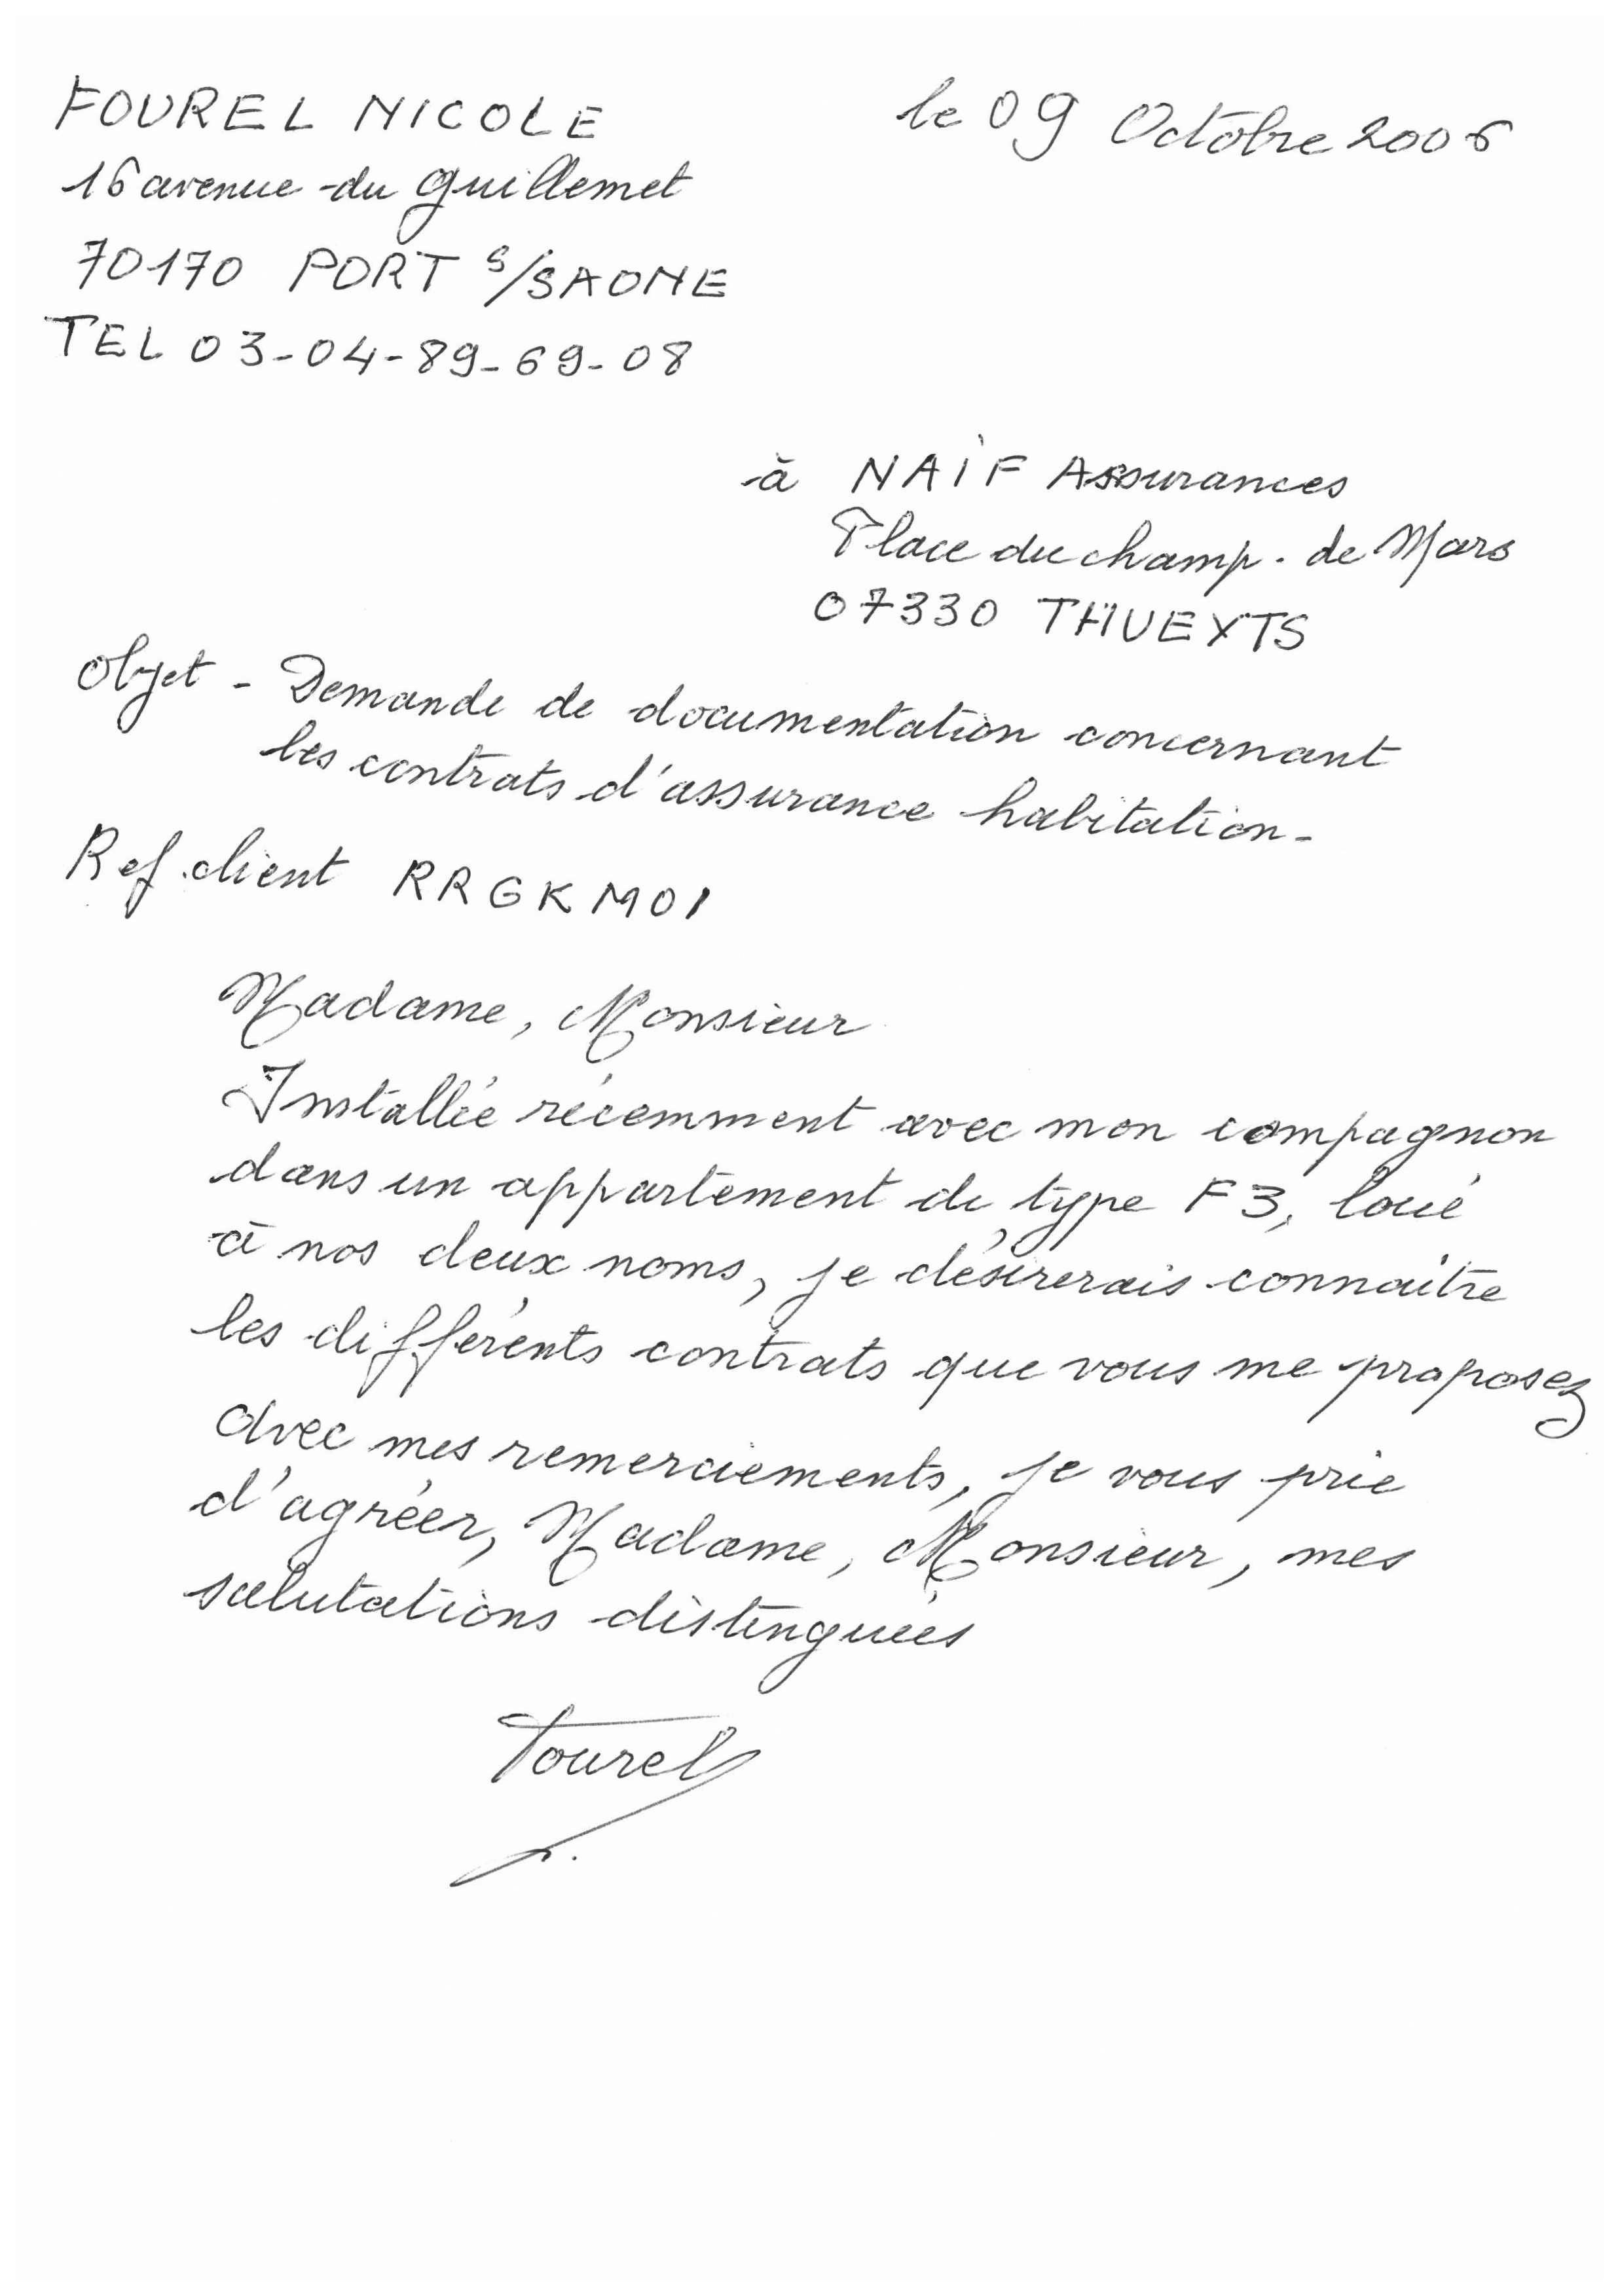 FOUREL NICOLE
le 09 Octobre 2006
16 avenue du guillemet
70170 PORT S/SAONE
TEL 03-04-89-69-08
à NAIF Assurances
Place du champ. de Mars
07330 THUEYTS
Objet - Demande de documentation concernant
les contrats d'assurance habitation-
Ref client RRGKM01
Madame, Monsieur
Installée récemment avec mon compagnon
dans un appartement de type F3, loué
à nos deux noms, je désirerais connaitre
les différents contrats que vous me proposez
Avec mes remerciements, je vous prie
d'agréer, Madame, Monsieur, mes
salutations distinguées
Fourel